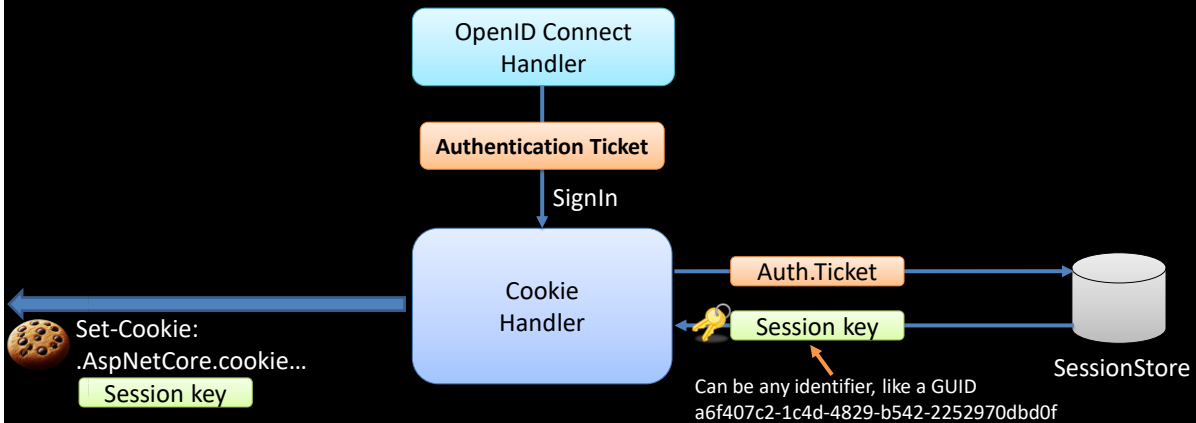 OpenID Connect
Handler
Authentication Ticket
SignIn
Cookie
Handler
Auth.Ticket
Session key
SessionStore
Can be any identifier, like a GUID
a6f407c2-1c4d-4829-b542-2252970dbd0f
Set-Cookie:
.AspNetCore.cookie…
Session key